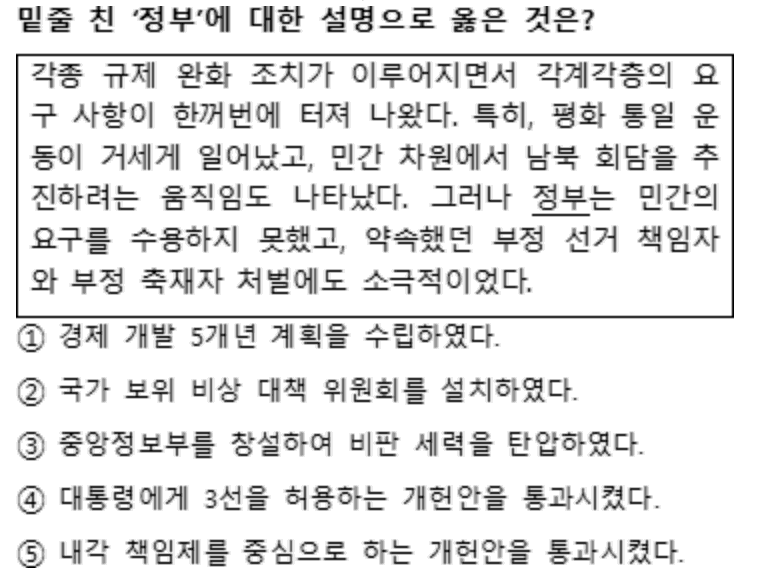 밑줄 친 '정부'에 대한 설명으로 옳은 것은?
각종 규제 완화 조치가 이루어지면서 각계각층의 요
구 사항이 한꺼번에 터져 나왔다. 특히, 평화 통일 운
동이 거세게 일어났고, 민간 차원에서 남북 회담을 추
진하려는 움직임도 나타났다. 그러나 정부는 민간의
요구를 수용하지 못했고, 약속했던 부정 선거 책임자
와 부정 축재자 처벌에도 소극적이었다.
① 경제 개발 5개년 계획을 수립하였다.
② 국가 보위 비상 대책 위원회를 설치하였다.
③ 중앙정보부를 창설하여 비판 세력을 탄압하였다.
④ 대통령에게 3선을 허용하는 개헌안을 통과시켰다.
⑤ 내각 책임제를 중심으로 하는 개헌안을 통과시켰다.